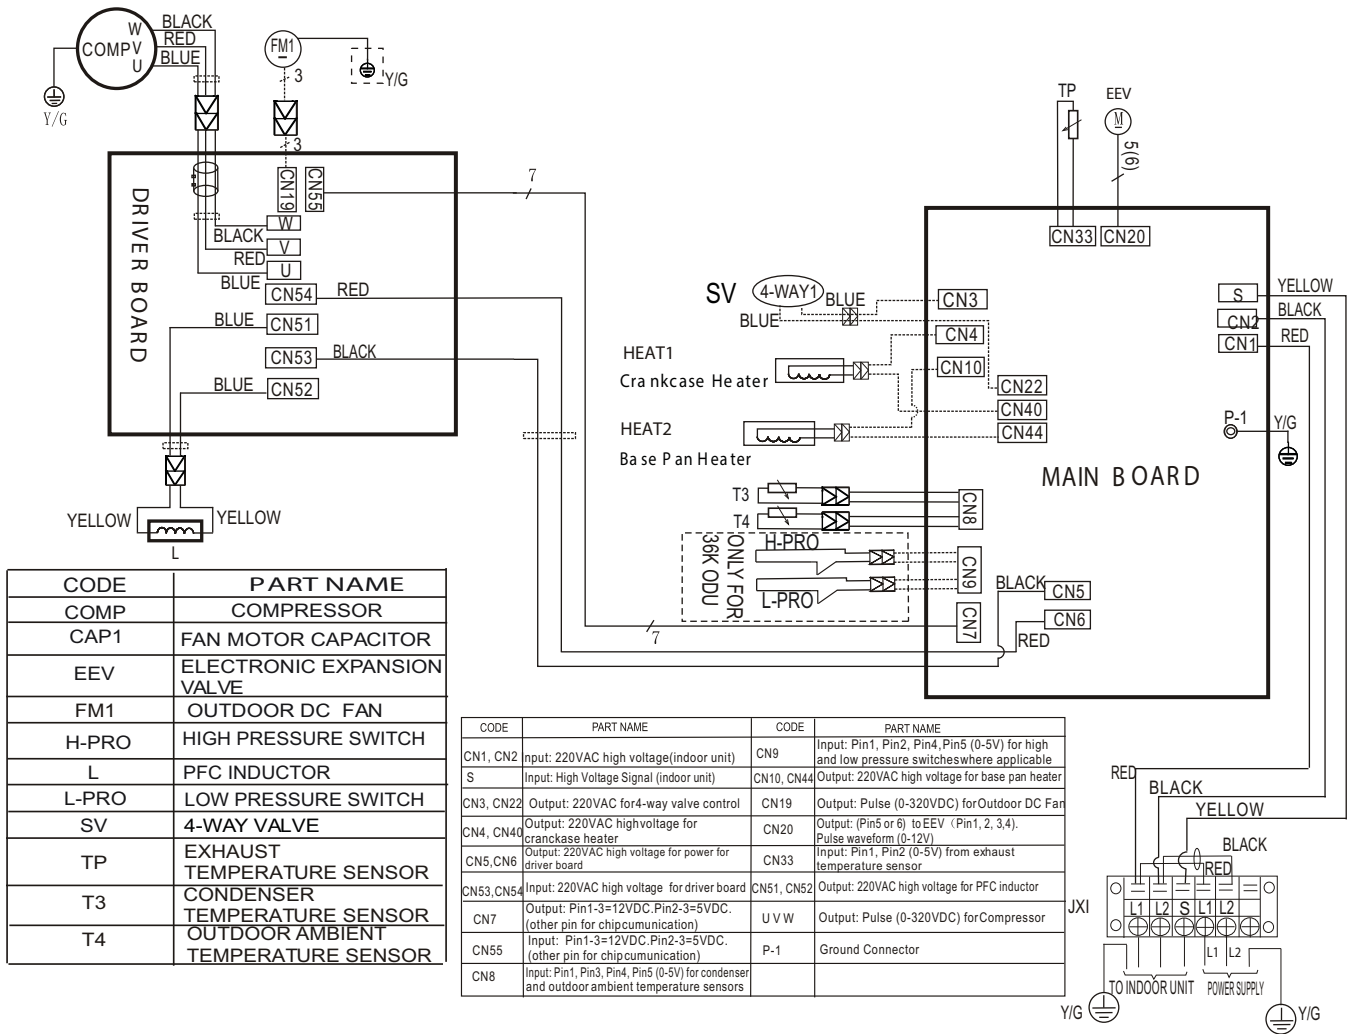 COMP
W
V
U
BLACK
RED
BLUE
Y/G
FM1
3
3
Y/G
DRIVER BOARD
CN19
CN55
7
W
V
U
BLACK
RED
BLUE
CN54
RED
BLUE
CN51
CN53
BLACK
BLUE
CN52
YELLOW
YELLOW
L
TP
EEV
M
5(6)
CN33
CN20
SV
4-WAY1
BLUE
BLUE
CN3
CN4
CN10
CN22
CN40
CN44
HEAT1
Crankcase Heater
HEAT2
Base Pan Heater
T3
T4
CN8
H-PRO
L-PRO
ONLY FOR
36K ODU
CN9
CN7
7
BLACK
CN5
CN6
RED
MAIN BOARD
S
CN2
CN1
YELLOW
BLACK
RED
P-1
Y/G
CODE PART NAME
COMP COMPRESSOR
CAP1 FAN MOTOR CAPACITOR
EEV ELECTRONIC EXPANSION
VALVE
FM1 OUTDOOR DC FAN
H-PRO HIGH PRESSURE SWITCH
L PFC INDUCTOR
L-PRO LOW PRESSURE SWITCH
SV 4-WAY VALVE
TP EXHAUST
TEMPERATURE SENSOR
T3 CONDENSER
TEMPERATURE SENSOR
T4 OUTDOOR AMBIENT
TEMPERATURE SENSOR
CODE PART NAME CODE PART NAME
CN1, CN2 Input: 220VAC high voltage(indoor unit)
CN9 Input: Pin1, Pin2, Pin4,Pin5 (0-5V) for high
and low pressure switcheswhere applicable
S Input: High Voltage Signal (indoor unit)
CN10, CN44 Output: 220VAC high voltage for base pan heater
CN3, CN22 Output: 220VAC for4-way valve control
CN19 Output: Pulse (0-320VDC) forOutdoor DC Fan
CN4, CN40 Output: 220VAC highvoltage for
cranckase heater
CN20 Output: (Pin5 or 6) to EEV (Pin1, 2, 3,4).
Pulse waveform (0-12V)
CN5,CN6 Output: 220VAC high voltage for power for
driver board
CN33 Input: Pin1, Pin2 (0-5V) from exhaust
temperature sensor
CN53,CN54 Input: 220VAC high voltage for driver board
CN51, CN52 Output: 220VAC high voltage for PFC inductor
CN7 Output: Pin1-3=12VDC.Pin2-3=5VDC.
(other pin for chipcumunication)
U V W Output: Pulse (0-320VDC) forCompressor
CN55 Input: Pin1-3=12VDC.Pin2-3=5VDC.
(other pin for chipcumunication)
P-1 Ground Connector
CN8 Input: Pin1, Pin3, Pin4, Pin5 (0-5V) for condenser
and outdoor ambient temperature sensors
RED
BLACK
YELLOW
BLACK
RED
JXI
L1 L2 S L1 L2
L1 L2
TO INDOOR UNIT
POWER SUPPLY
Y/G
Y/G